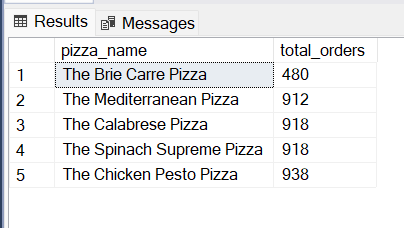 Results Messages
pizza_name total_orders
1 The Brie Carre Pizza 480
2 The Mediterranean Pizza 912
3 The Calabrese Pizza 918
4 The Spinach Supreme Pizza 918
5 The Chicken Pesto Pizza 938